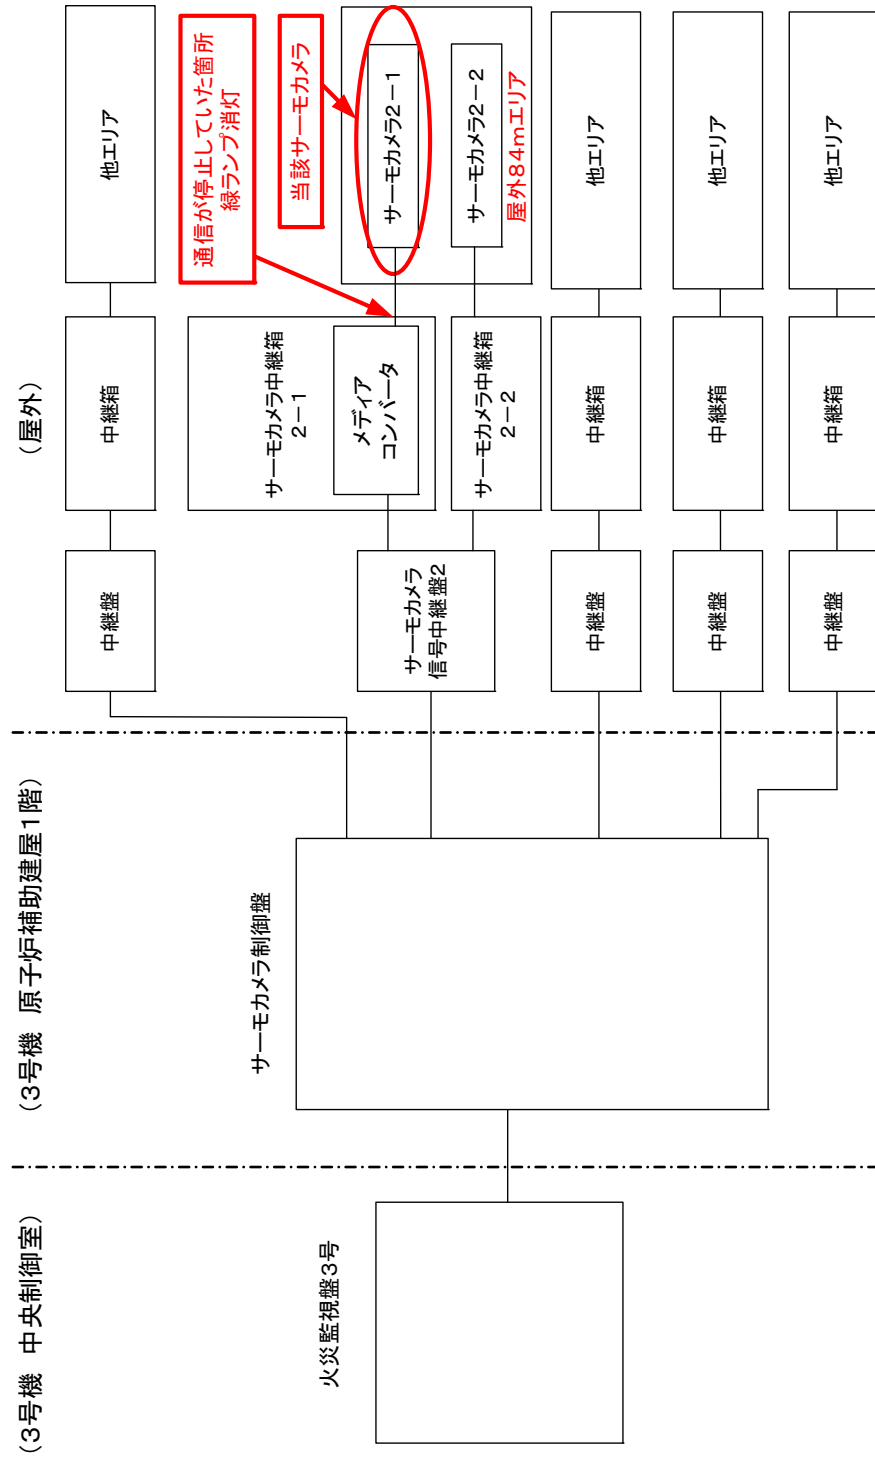 (3号機 中央制御室)
火災監視盤3号
(3号機 原子炉補助建屋1階)
サーモカメラ制御盤
(屋外)
中継盤
中継箱
他エリア
サーモカメラ
信号中継盤2
サーモカメラ中継箱
2-1
メディア
コンバータ
サーモカメラ中継箱
2-2
通信が停止していた箇所
緑ランプ消灯
当該サーモカメラ
サーモカメラ2-1
サーモカメラ2-2
屋外84mエリア
中継盤
中継箱
他エリア
中継盤
中継箱
他エリア
中継盤
中継箱
他エリア